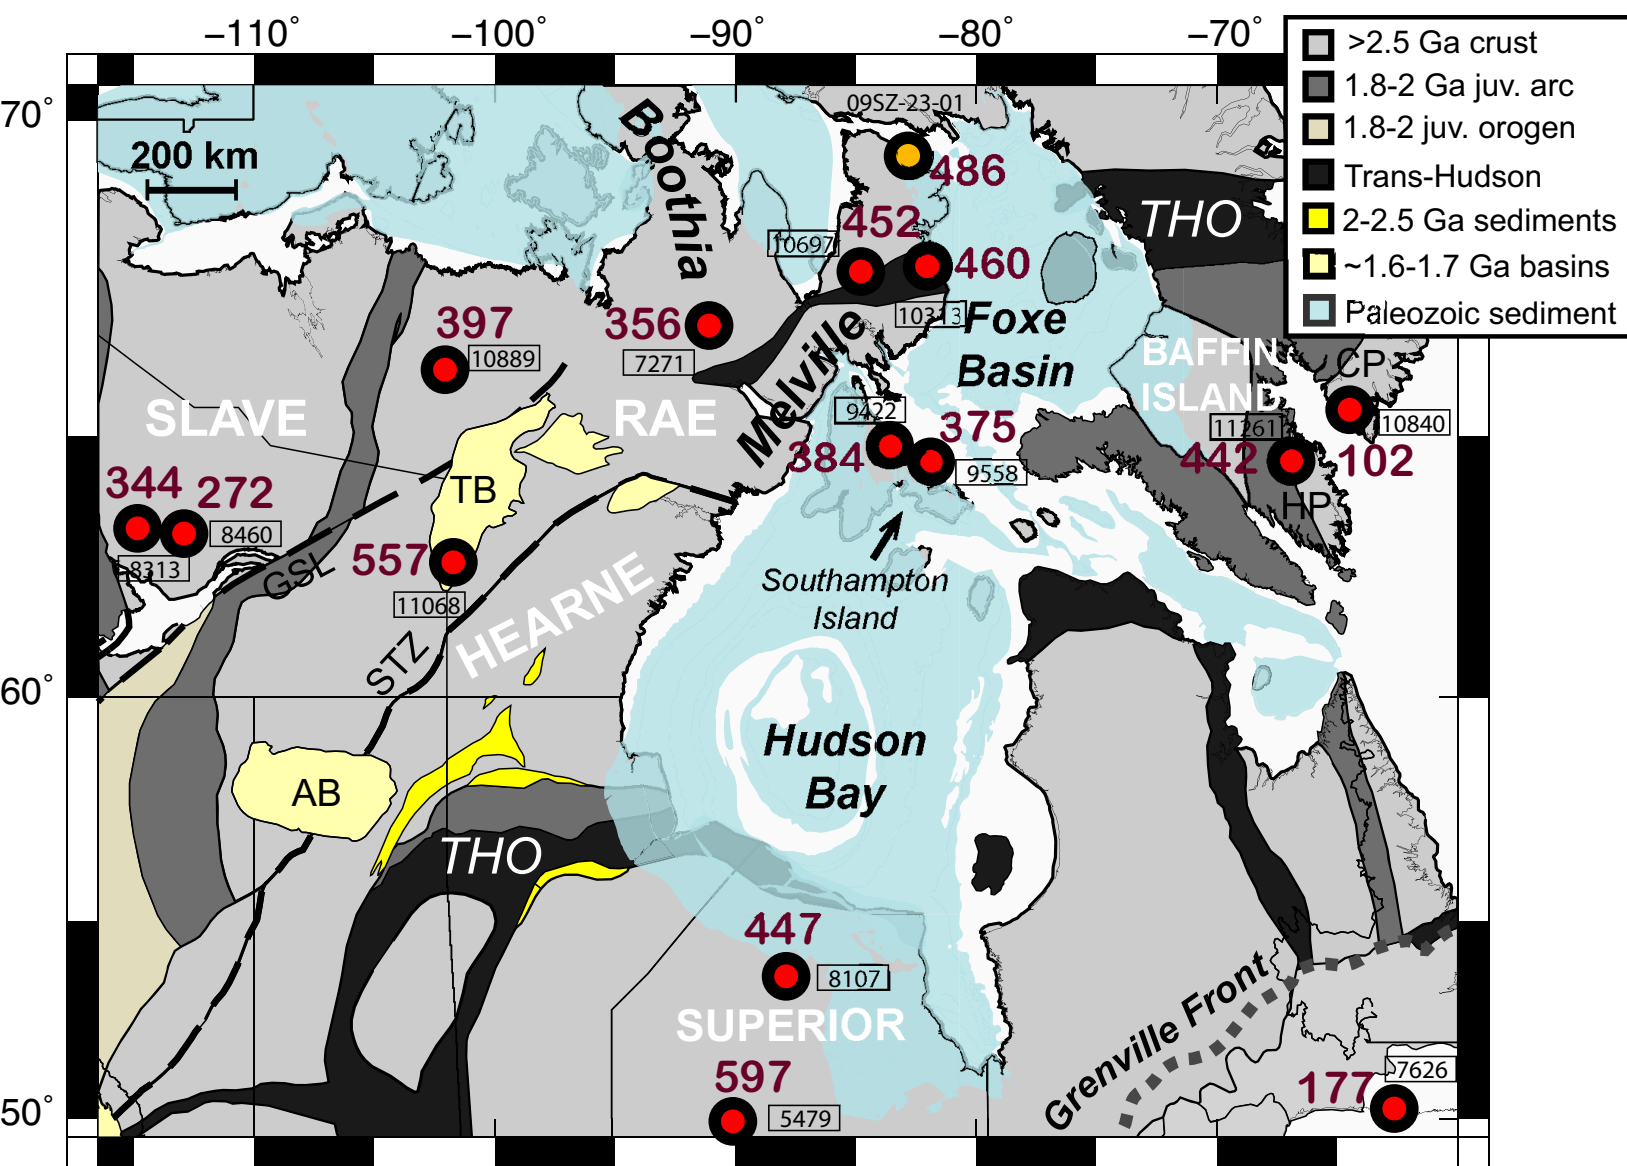 −110° −100° −90° −80° −70°
>2.5 Ga crust
1.8-2 Ga juv. arc
1.8-2 juv. orogen
Trans-Hudson
2-2.5 Ga sediments
~1.6-1.7 Ga basins
Paleozoic sediment
70°
60°
50°
200 km
Boothia
09SZ-23-01
486
THO
452
10697
460
10313
397
10889
356
7271
Foxe
Basin
Melville
BAFFIN
ISLAND
CP
SLAVE
RAE
9422
375
384
9558
11261
442
10840
102
HP
344
272
8460
8313
TB
GSL
557
11068
STZ
HEARNE
Southampton
Island
Hudson
Bay
AB
THO
447
8107
SUPERIOR
597
5479
Grenville Front
177
7626